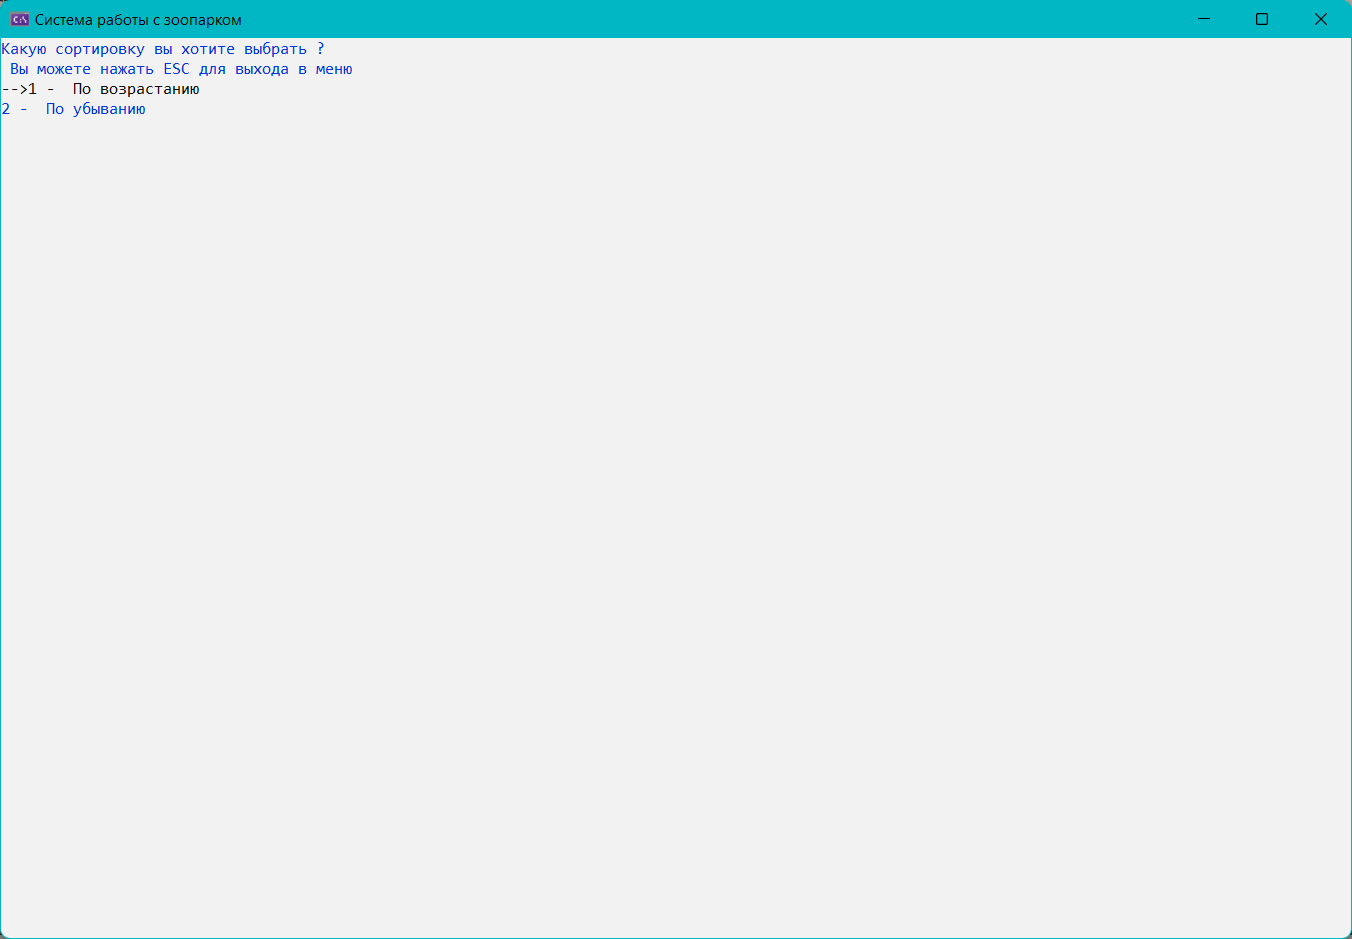 Система работы с зоопарком
Какую сортировку вы хотите выбрать ?
Вы можете нажать ESC для выхода в меню
-->1 -  По возрастанию
2 -  По убыванию